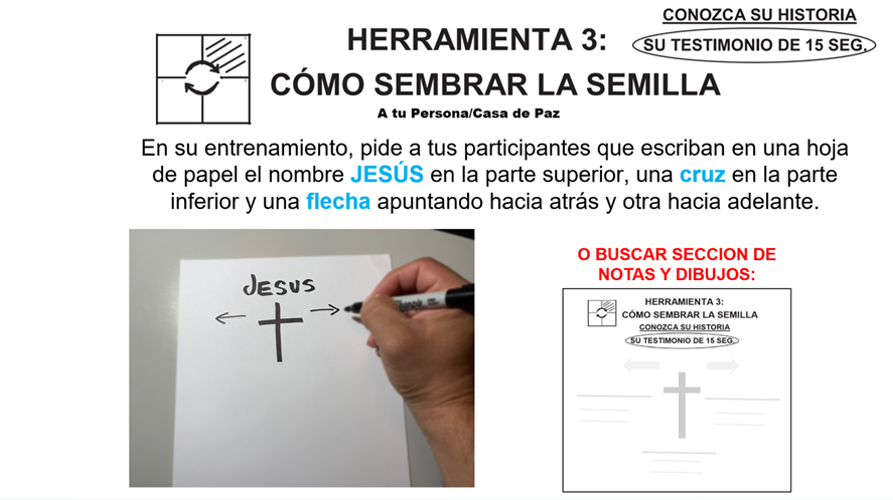 CONOZCA SU HISTORIA
SU TESTIMONIO DE 15 SEG.
HERRAMIENTA 3:
CÓMO SEMBRAR LA SEMILLA
A tu Persona/Casa de Paz
En su entrenamiento, pide a tus participantes que escriban en una hoja
de papel el nombre JESÚS en la parte superior, una cruz en la parte
inferior y una flecha apuntando hacia atrás y otra hacia adelante.
JESUS
O BUSCAR SECCION DE
NOTAS Y DIBUJOS:
HERRAMIENTA 3:
CÓMO SEMBRAR LA SEMILLA
CONOZCA SU HISTORIA
SU TESTIMONIO DE 15 SEG.